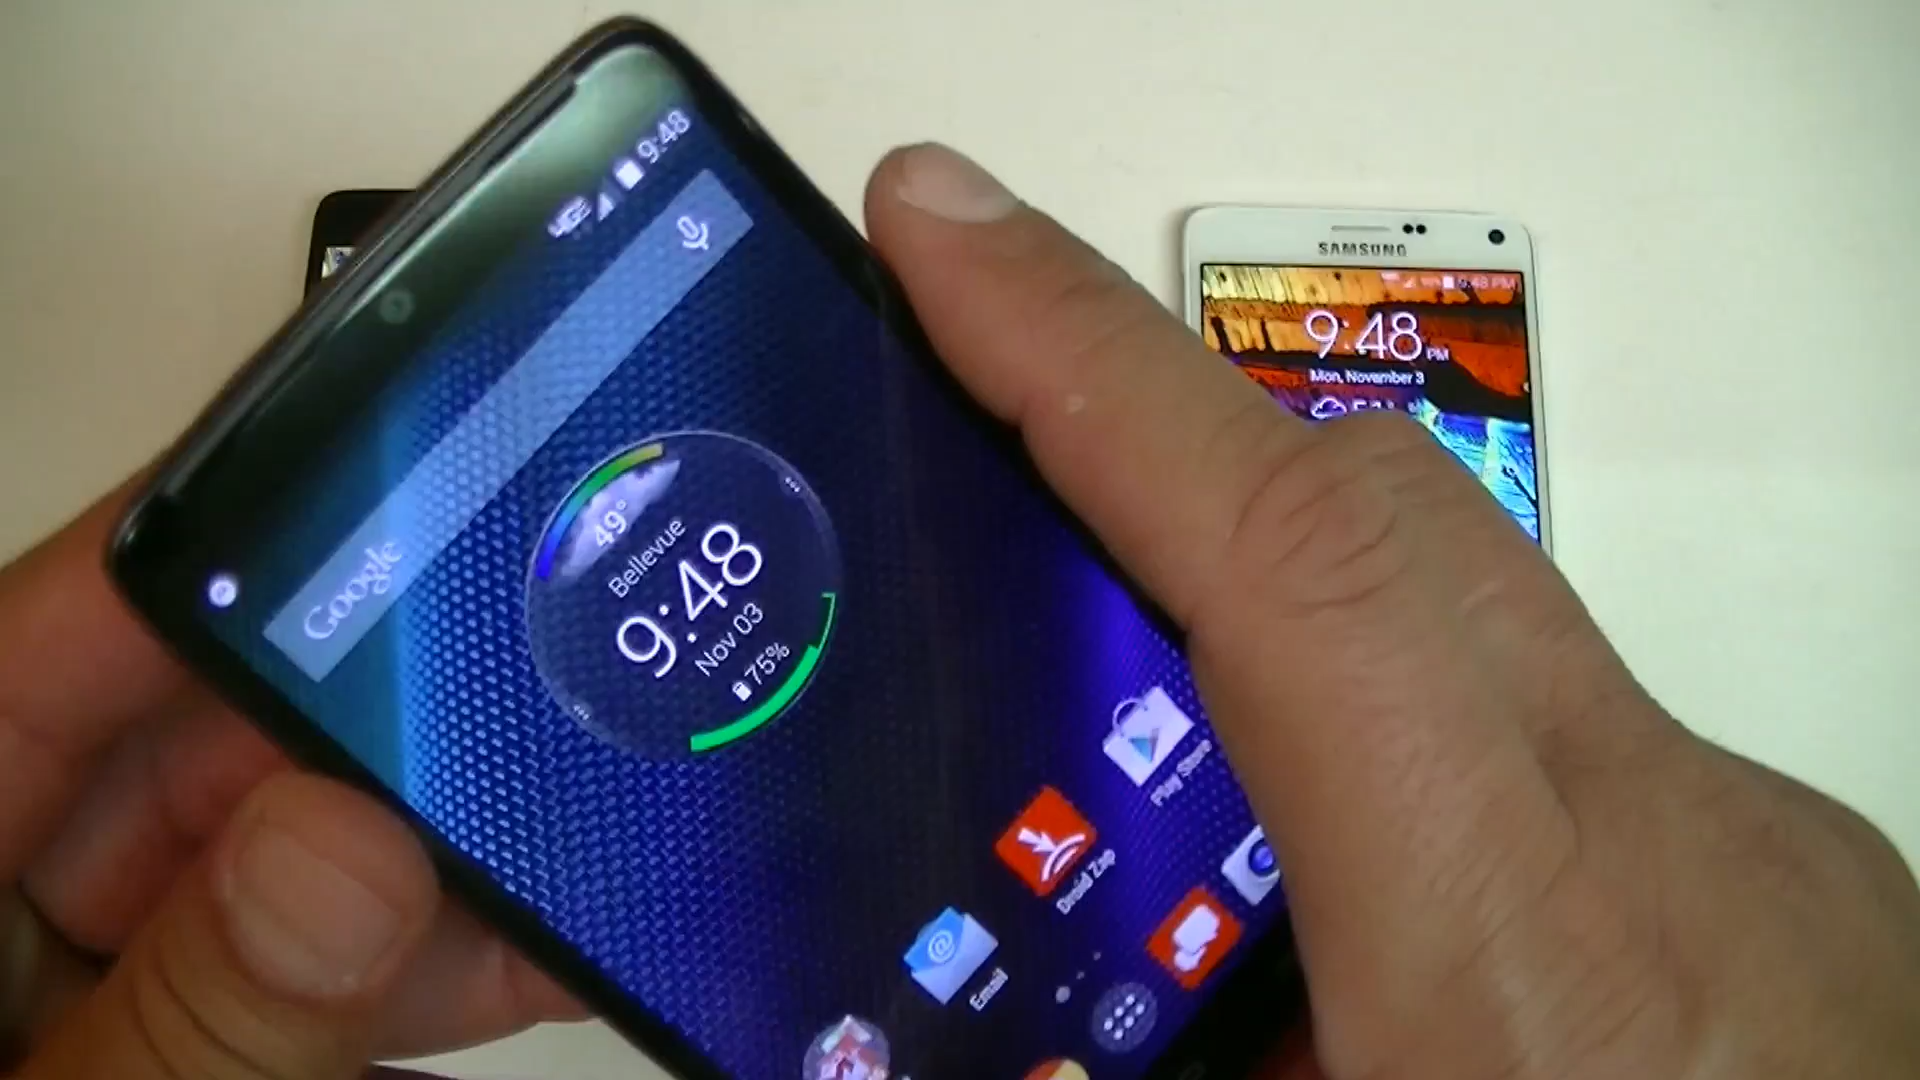 9:48
4G
Google
49°
Bellevue
9:48
Nov 03
75%
Play Store
Droid Zap
Email
SAMSUNG
9:48 PM
9:48 PM
Mon, November 3